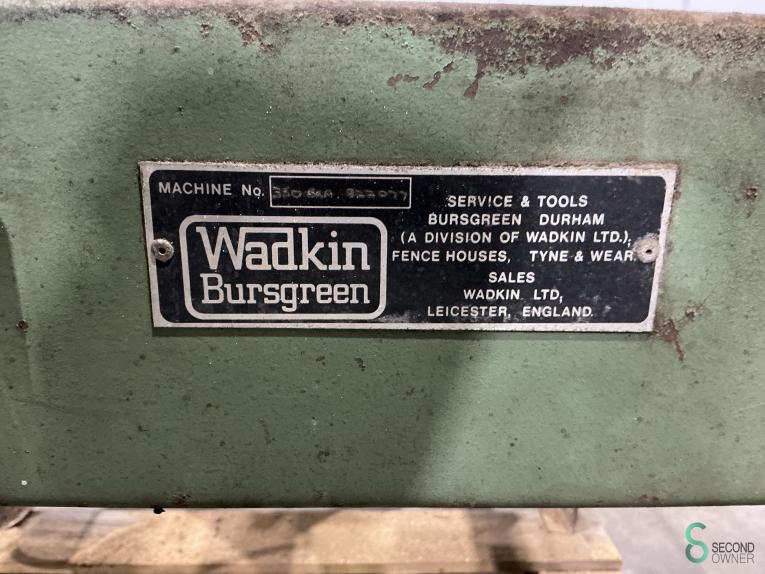 MACHINE No.
Wadkin
Bursgreen
SERVICE & TOOLS
BURSGREEN DURHAM
(A DIVISION OF WADKIN LTD.),
FENCE HOUSES, TYNE & WEAR.
SALES
WADKIN LTD,
LEICESTER, ENGLAND.
SECOND
OWNER